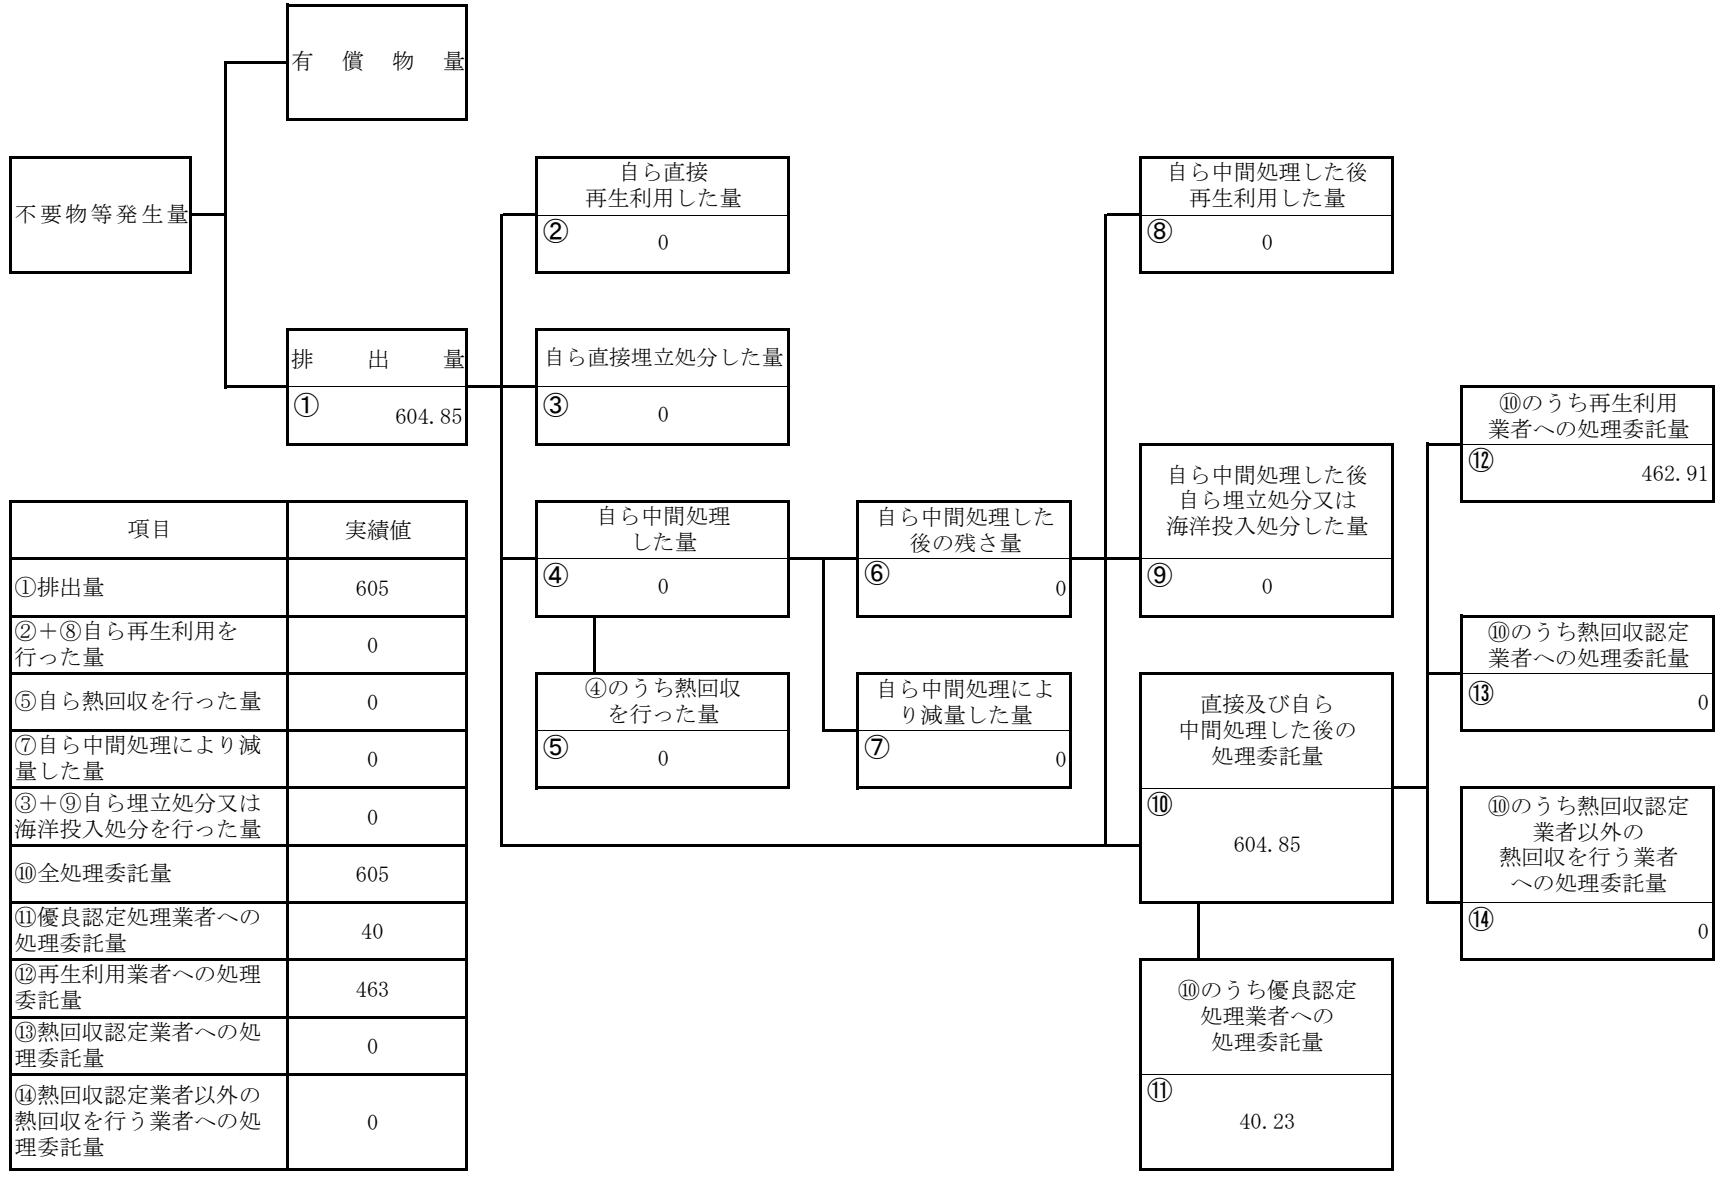 有償物量
不要物等発生量
排出量
①
604.85
自ら直接
再生利用した量
②
0
自ら直接埋立処分した量
③
0
自ら中間処理
した量
④
0
④のうち熱回収
を行った量
⑤
0
自ら中間処理した
後の残さ量
⑥
0
自ら中間処理によ
り減量した量
⑦
0
自ら中間処理した後
再生利用した量
⑧
0
自ら中間処理した後
自ら埋立処分又は
海洋投入処分した量
⑨
0
直接及び自ら
中間処理した後の
処理委託量
⑩
604.85
⑩のうち優良認定
処理業者への
処理委託量
⑪
40.23
⑩のうち再生利用
業者への処理委託量
⑫
462.91
⑩のうち熱回収認定
業者への処理委託量
⑬
0
⑩のうち熱回収認定
業者以外の
熱回収を行う業者
への処理委託量
⑭
0
項目 実績値
①排出量 605
②＋⑧自ら再生利用を
行った量 0
⑤自ら熱回収を行った量 0
⑦自ら中間処理により減
量した量 0
③＋⑨自ら埋立処分又は
海洋投入処分を行った量 0
⑩全処理委託量 605
⑪優良認定処理業者への
処理委託量 40
⑫再生利用業者への処理
委託量 463
⑬熱回収認定業者への処
理委託量 0
⑭熱回収認定業者以外の
熱回収を行う業者への処
理委託量 0